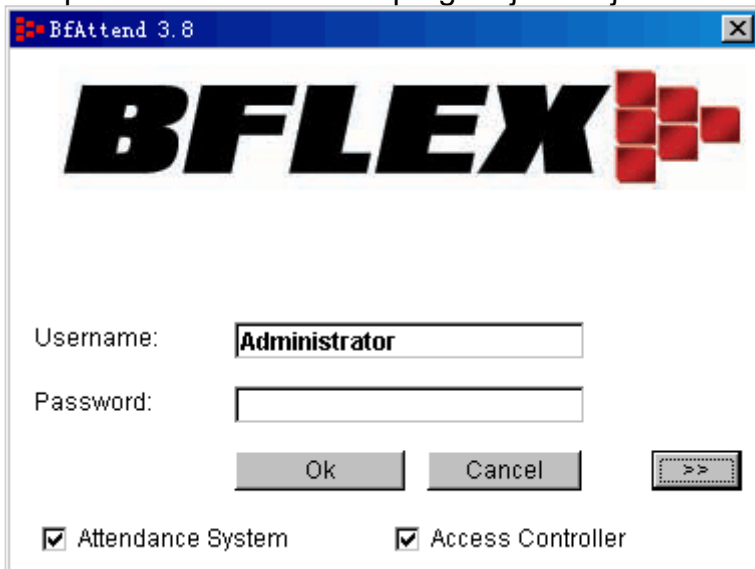 BfAttend 3.8
BFLEX
Username: Administrator
Password:
Ok Cancel >>
Attendance System Access Controller